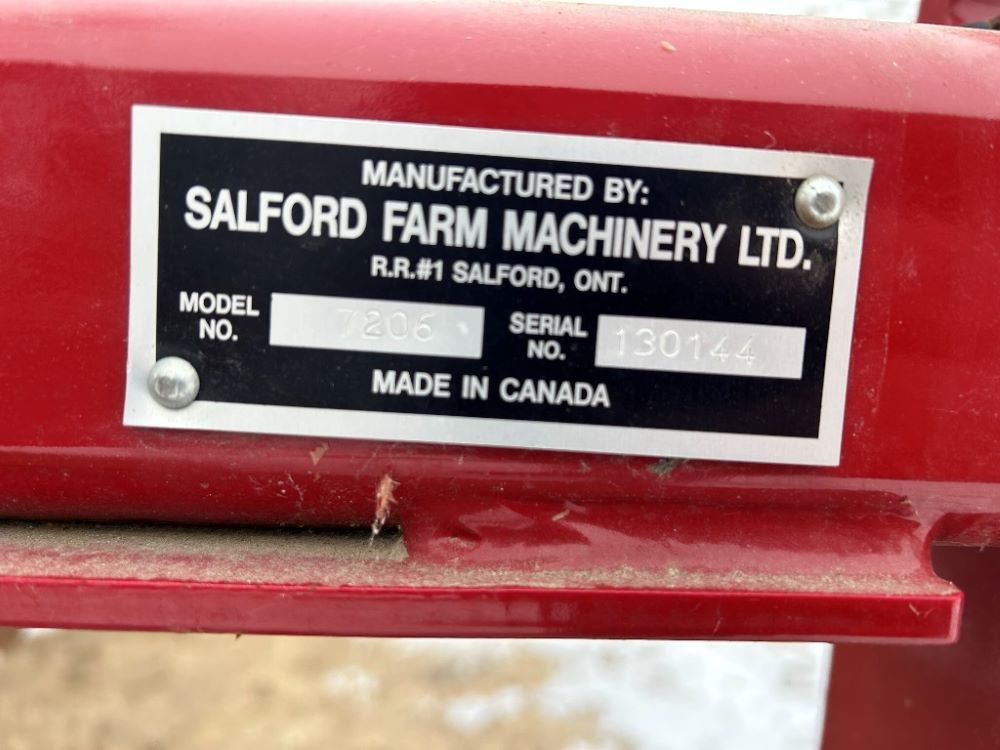 MANUFACTURED BY:
SALFORD FARM MACHINERY LTD.
R.R.#1 SALFORD, ONT.
MODEL NO. 7206
SERIAL NO. 130144
MADE IN CANADA